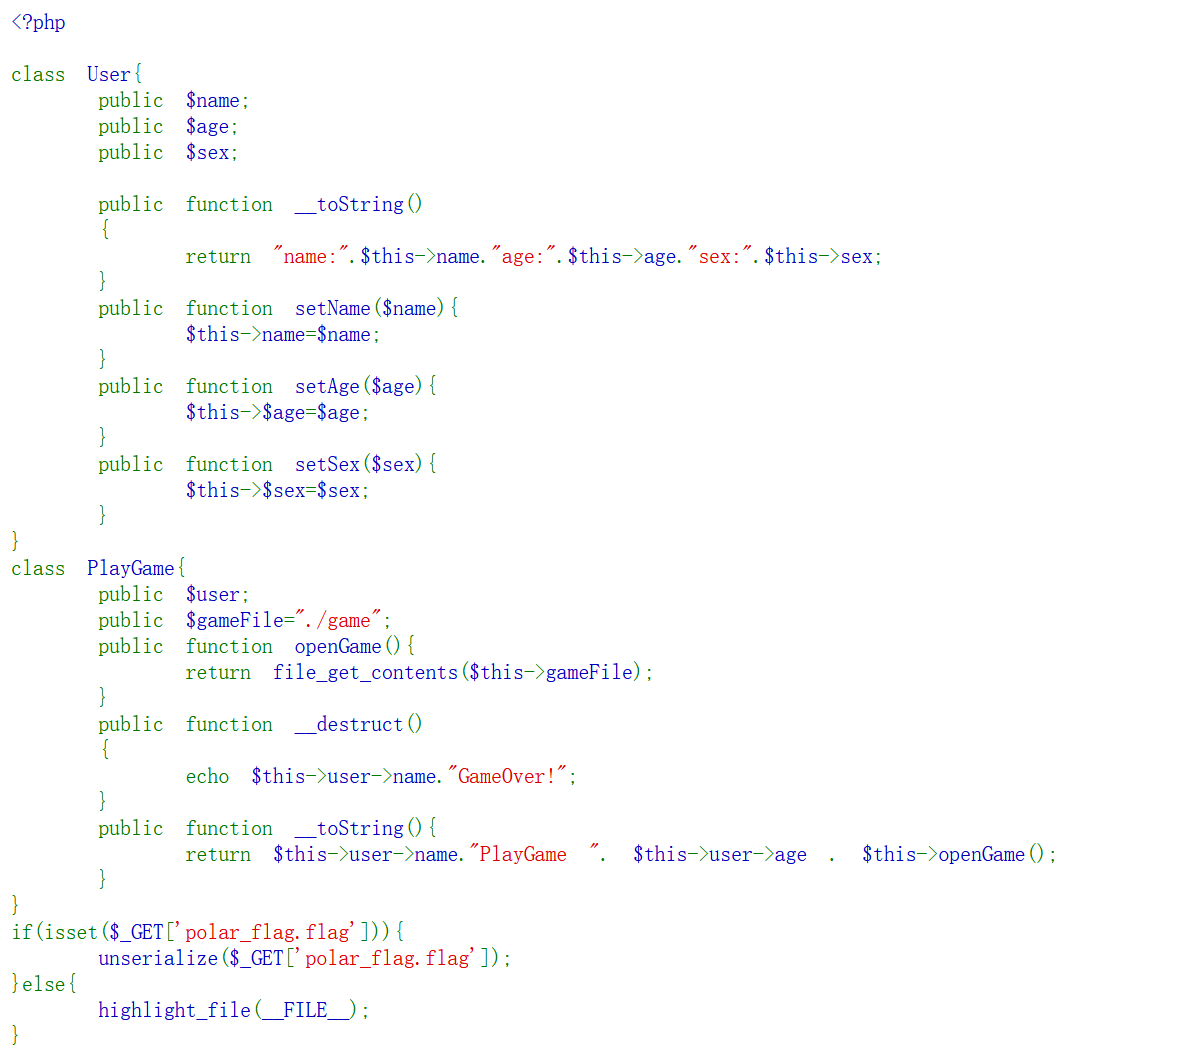 <?php
class User{
public $name;
public $age;
public $sex;
public function __toString()
{
return "name:".$this->name."age:".$this->age."sex:".$this->sex;
}
public function setName($name){
$this->name=$name;
}
public function setAge($age){
$this->$age=$age;
}
public function setSex($sex){
$this->$sex=$sex;
}
}
class PlayGame{
public $user;
public $gameFile="./game";
public function openGame(){
return file_get_contents($this->gameFile);
}
public function __destruct()
{
echo $this->user->name."GameOver!";
}
public function __toString(){
return $this->user->name."PlayGame ". $this->user->age . $this->openGame();
}
}
if(isset($_GET['polar_flag.flag'])){
unserialize($_GET['polar_flag.flag']);
}else{
highlight_file(__FILE__);
}